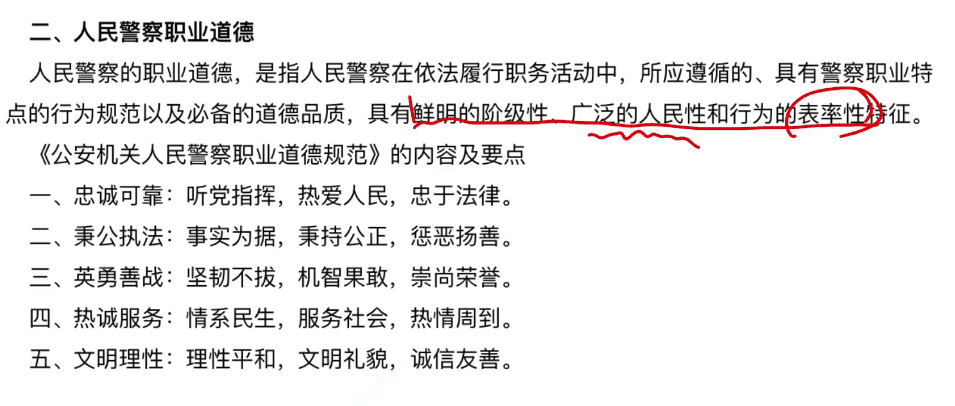 二、人民警察职业道德
人民警察的职业道德，是指人民警察在依法履行职务活动中，所应遵循的、具有警察职业特
点的行为规范以及必备的道德品质，具有鲜明的阶级性、广泛的人民性和行为的表率性特征。
《公安机关人民警察职业道德规范》的内容及要点
一、忠诚可靠：听党指挥，热爱人民，忠于法律。
二、秉公执法：事实为据，秉持公正，惩恶扬善。
三、英勇善战：坚韧不拔，机智果敢，崇尚荣誉。
四、热诚服务：情系民生，服务社会，热情周到。
五、文明理性：理性平和，文明礼貌，诚信友善。